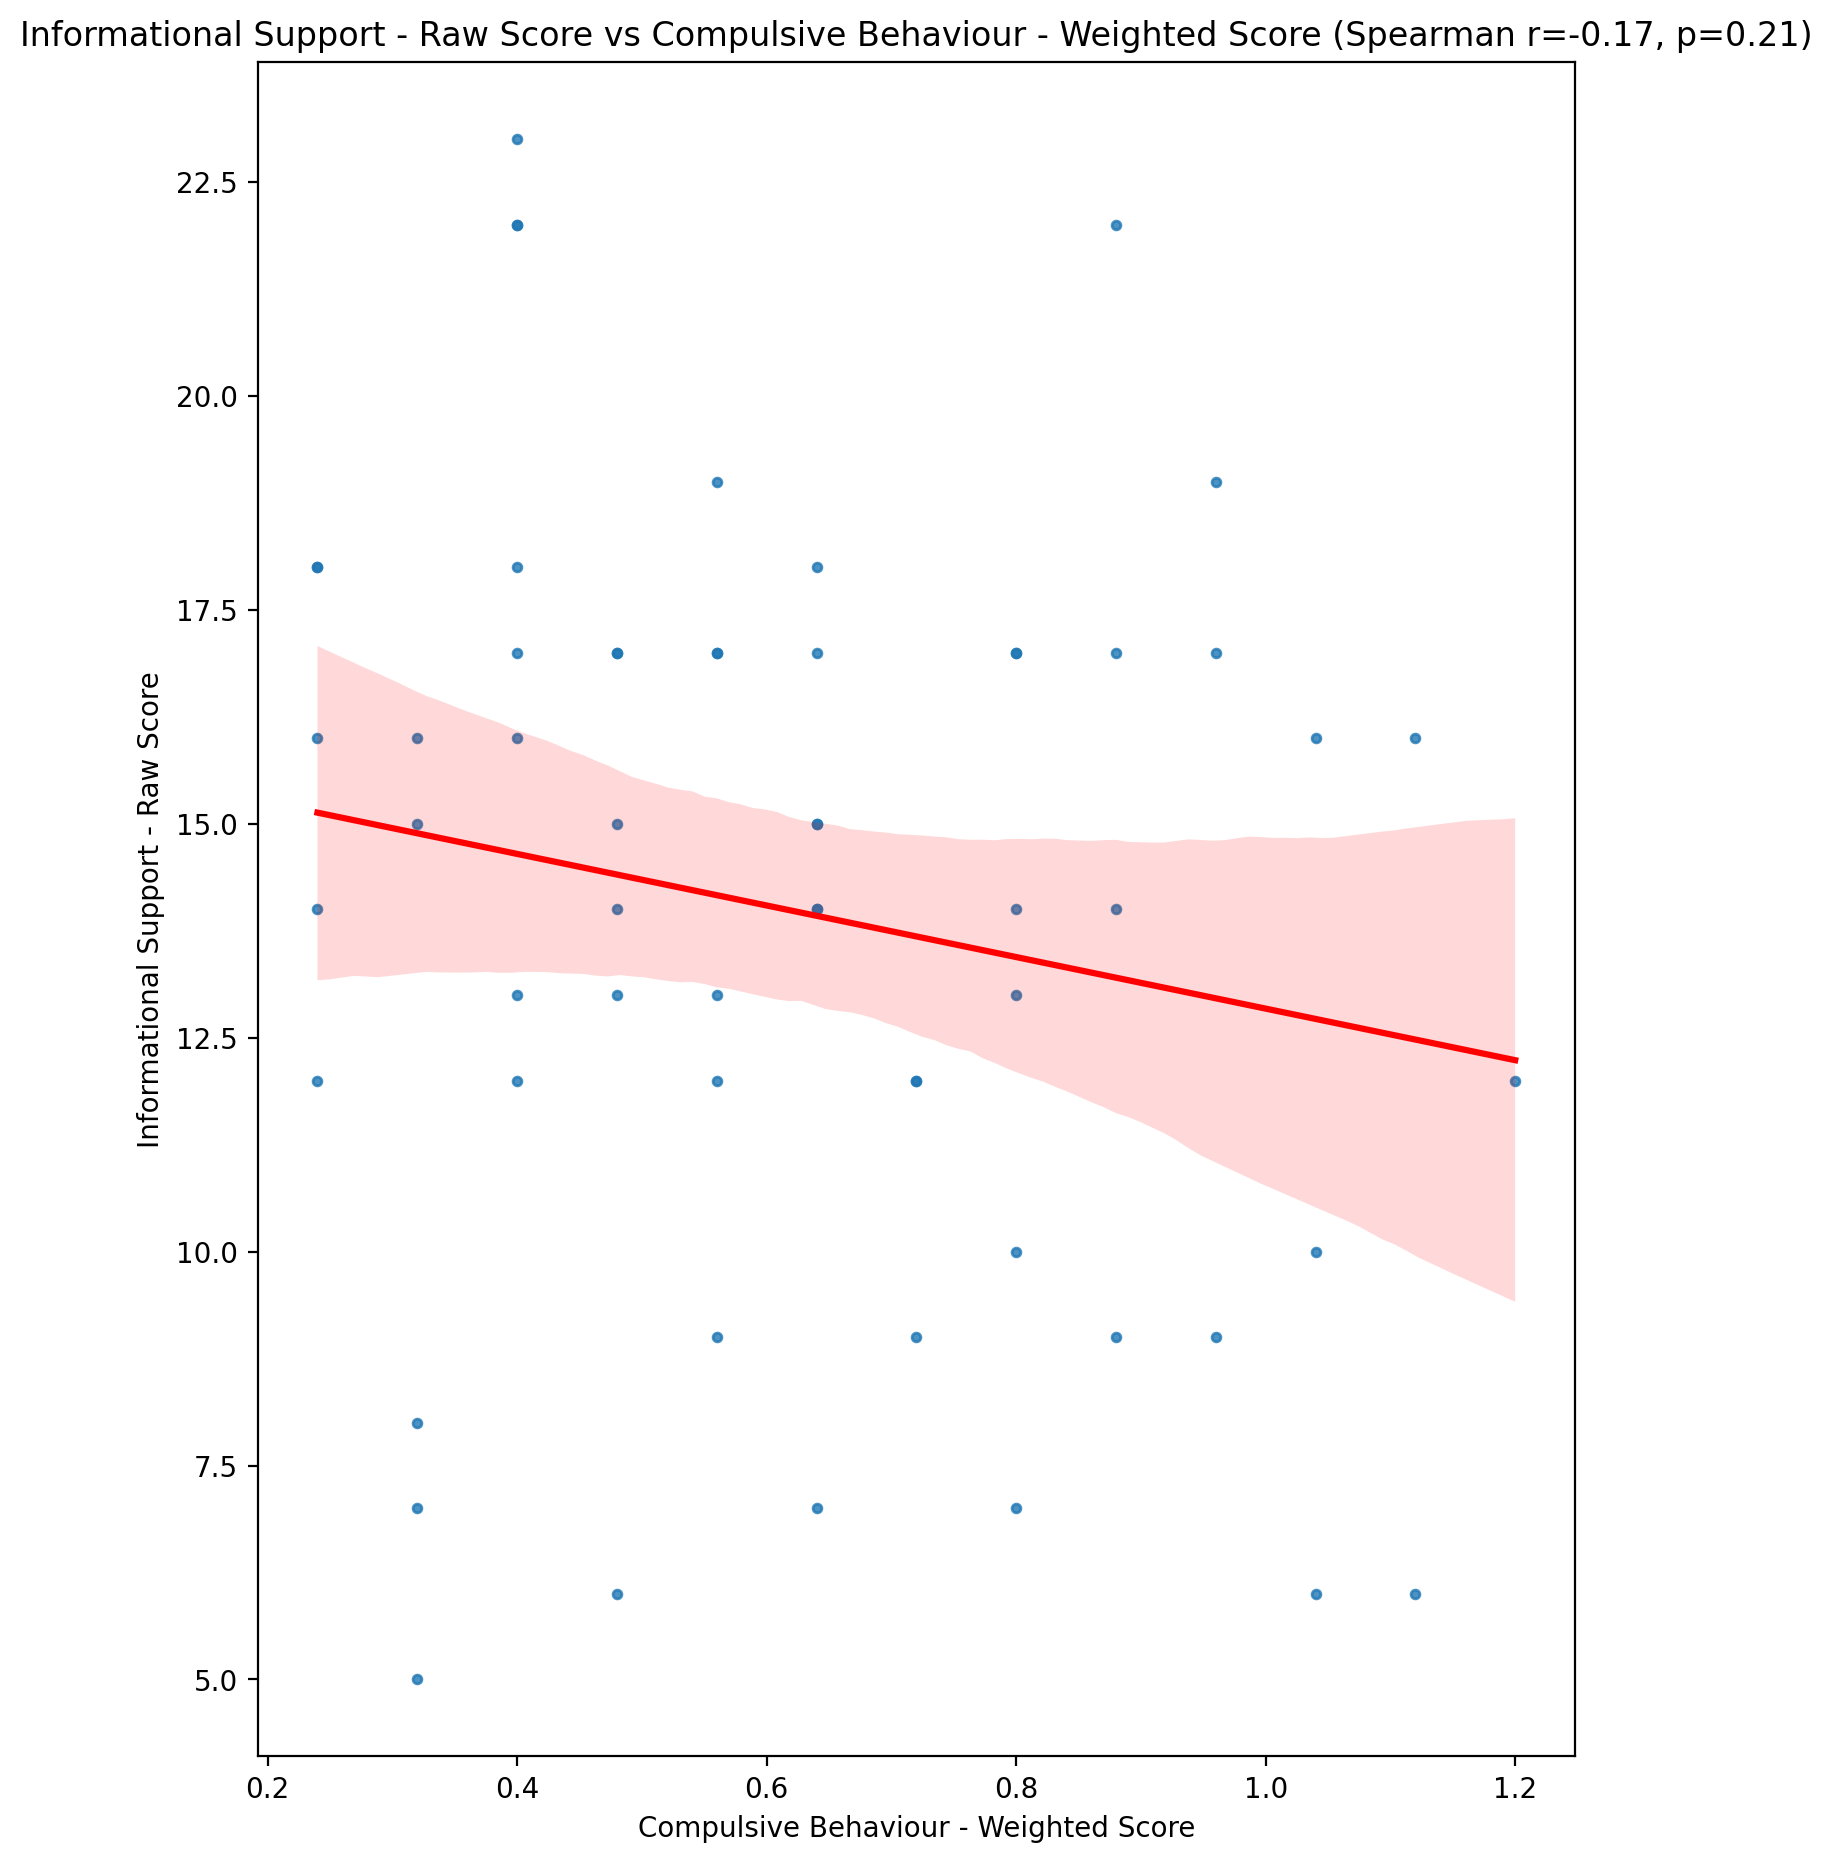 Informational Support - Raw Score vs Compulsive Behaviour - Weighted Score (Spearman r=-0.17, p=0.21)
22.5
20.0
17.5
15.0
12.5
10.0
7.5
5.0
Informational Support - Raw Score
0.2 0.4 0.6 0.8 1.0 1.2
Compulsive Behaviour - Weighted Score